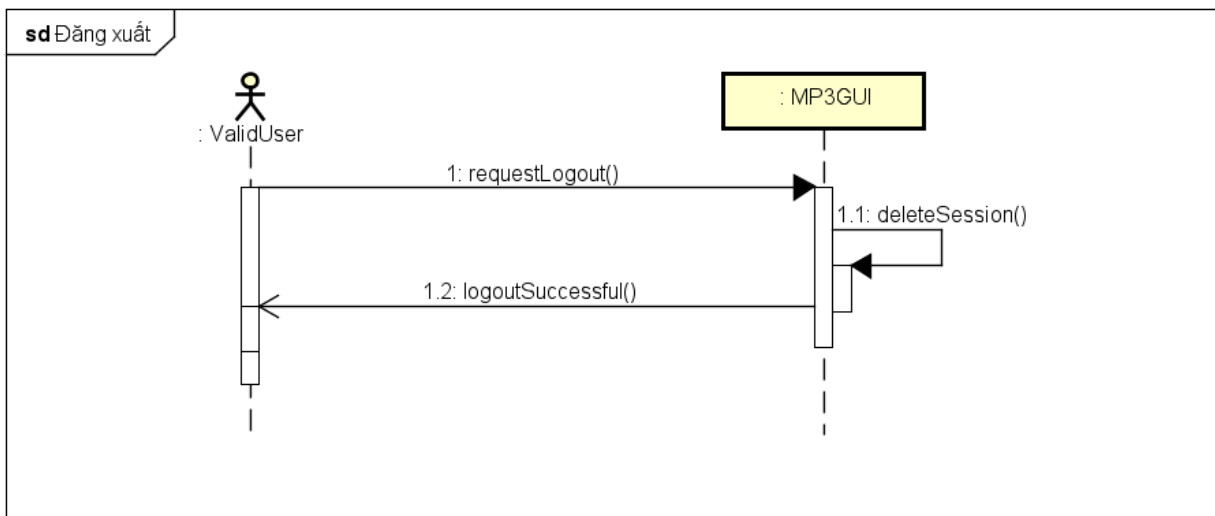 sd Đăng xuất
: ValidUser
: MP3GUI
1: requestLogout()
1.1: deleteSession()
1.2: logoutSuccessful()